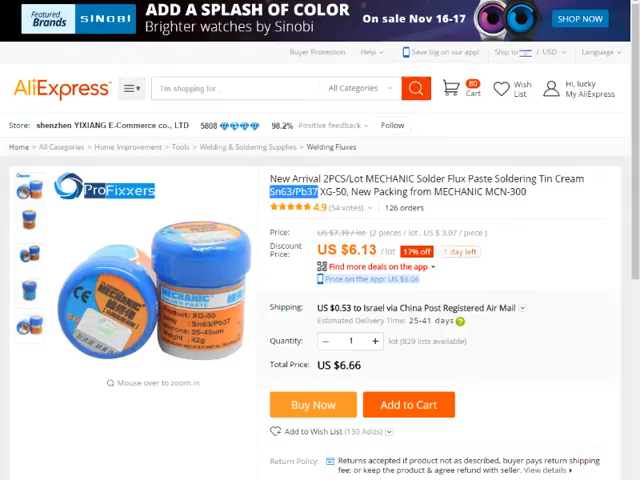 Featured
Brands
SINOBI
ADD A SPLASH OF COLOR
Brighter watches by Sinobi
On sale Nov 16-17
SHOP NOW
Buyer Protection
Help
Save big on our app!
Ship to
/ USD
Language
AliExpress
I'm shopping for ...
All Categories
80
Cart
Wish
List
Hi, lucky
My AliExpress
Store: shenzhen YIXIANG E-Commerce co., LTD
5808
98.2% Positive feedback
Follow
Home > All Categories > Home Improvement > Tools > Welding & Soldering Supplies > Welding Fluxes
ProFixxers
New Arrival 2PCS/Lot MECHANIC Solder Flux Paste Soldering Tin Cream
Sn63/Pb37 XG-50, New Packing from MECHANIC MCN-300
4.9 (54 votes)
126 orders
Price: US $7.39 / lot (2 pieces / lot , US $ 3.07 / piece )
Discount
Price:
US $6.13 / lot 17% off 1 day left
Find more deals on the app
Price on the app: US $6.06
Shipping: US $0.53 to Israel via China Post Registered Air Mail
Estimated Delivery Time: 25-41 days
Quantity: 1 lot (829 lots available)
Total Price: US $6.66
Buy Now
Add to Cart
Add to Wish List (130 Adds)
Return Policy: Returns accepted if product not as described, buyer pays return shipping
fee; or keep the product & agree refund with seller. View details
MECHANIC
Product: XG-50
Alloy : Sn63/Pb37
Microns: 25-45um
Weight : 42g
CE
Mouse over to zoom in